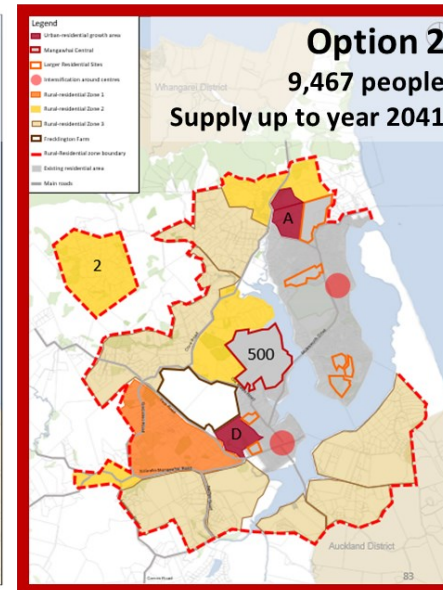 Legend
Urban-residential growth area
Mangawhai Central
Larger Residential Sites
Intensification around centres
Rural-residential Zone 1
Rural-residential Zone 2
Rural-residential Zone 3
Frecklington Farm
Rural-Residential zone boundary
Existing residential area
Main roads
Option 2
9,467 people
Supply up to year 2041
Whangarei District
A
2
500
D
Auckland District
83